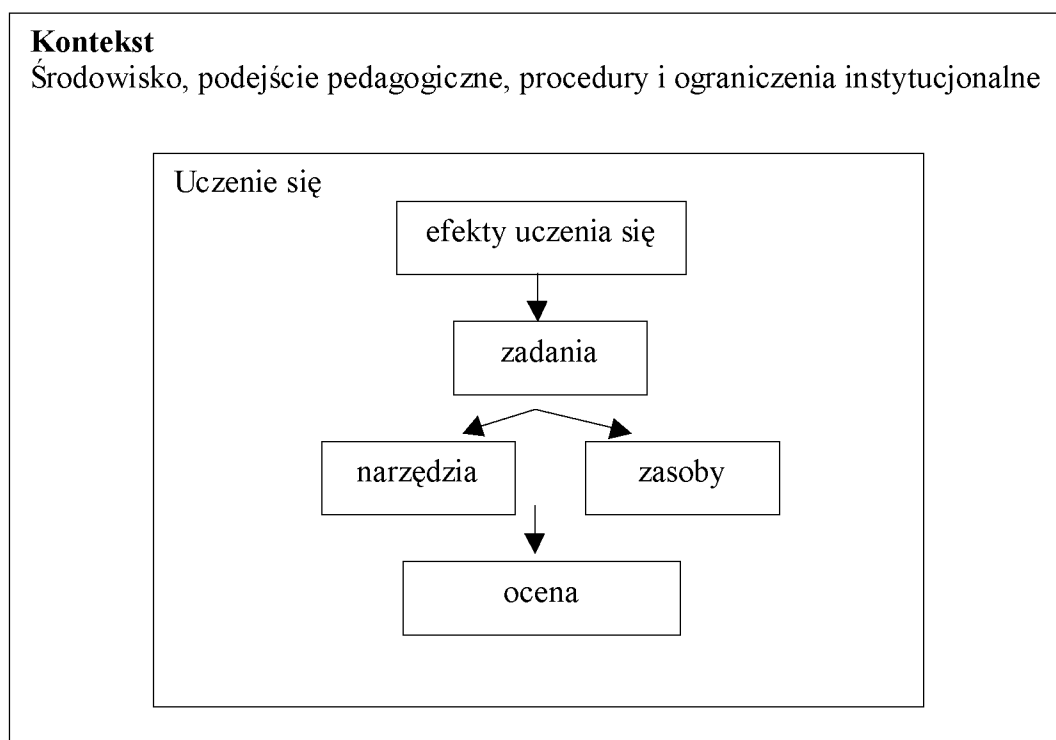 Kontekst
Środowisko, podejście pedagogiczne, procedury i ograniczenia instytucjonalne
Uczenie się
efekty uczenia się
zadania
narzędzia
zasoby
ocena